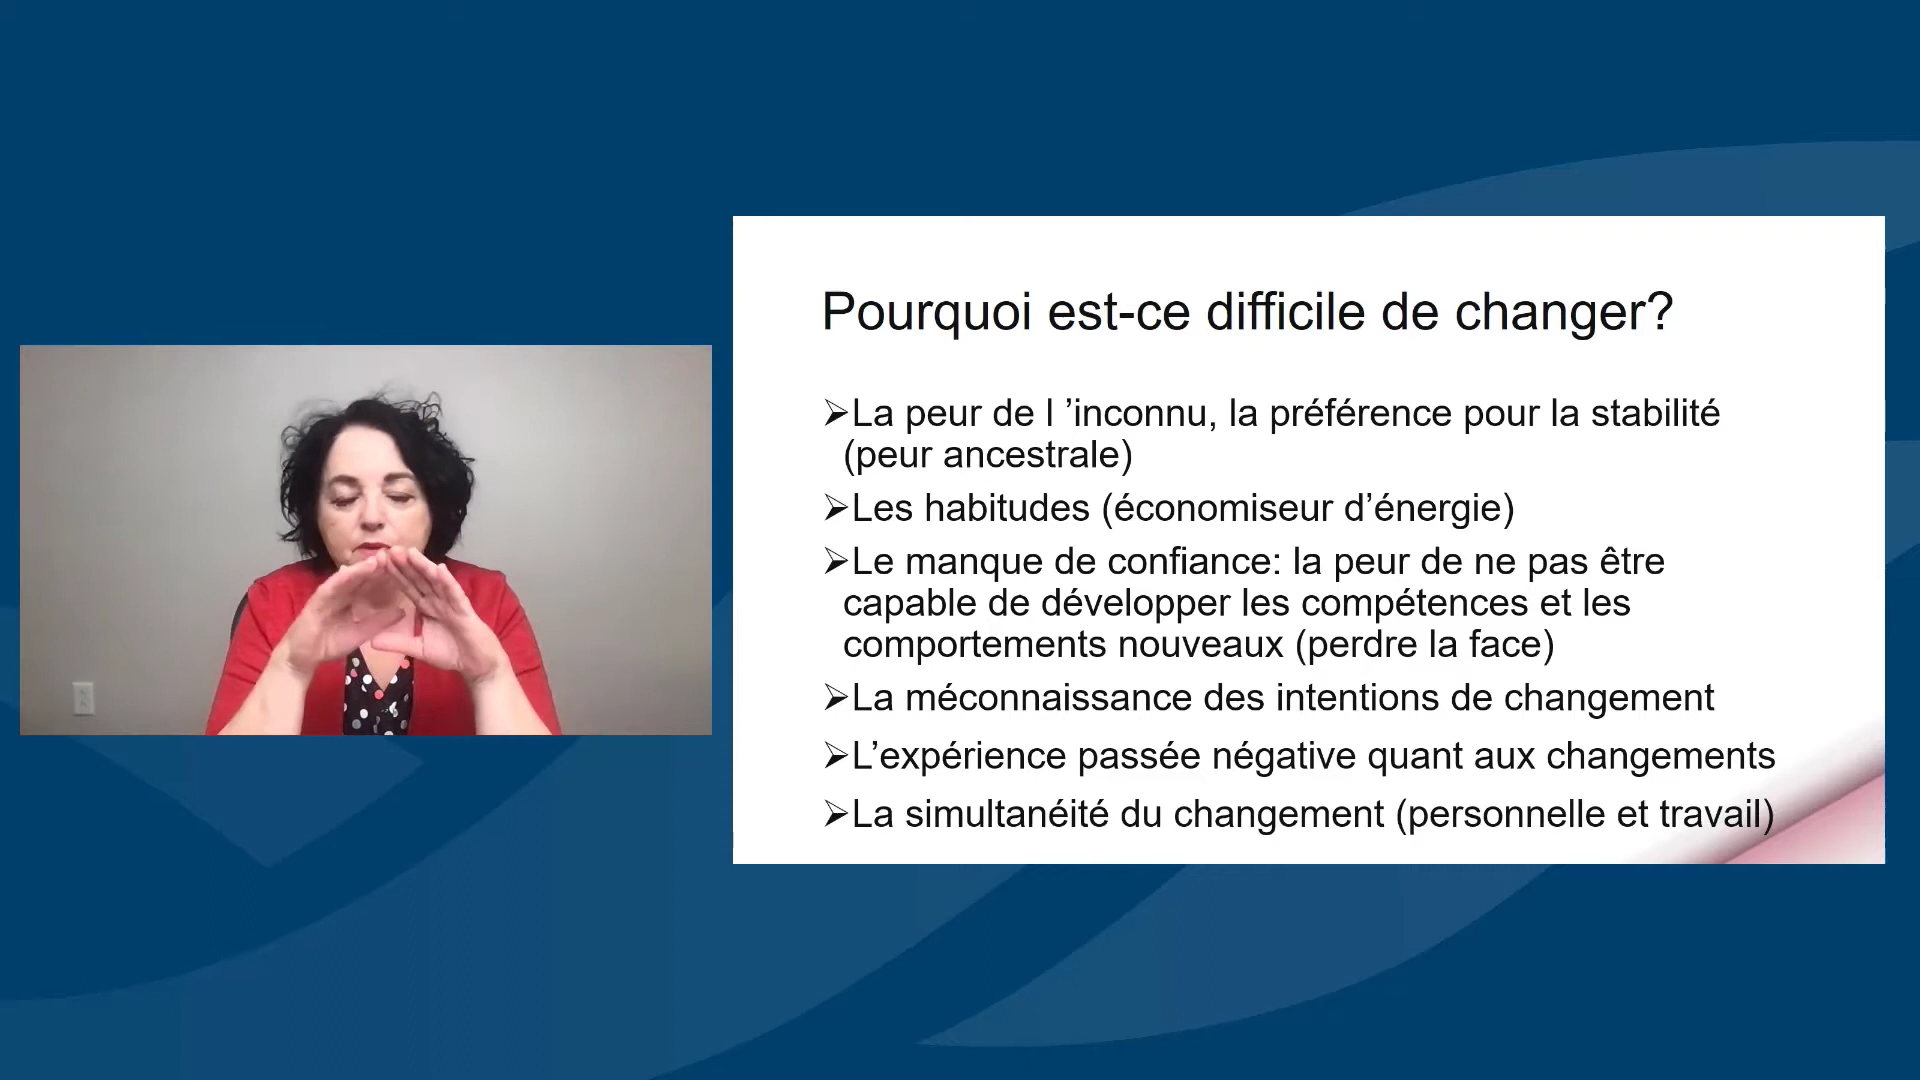 Pourquoi est-ce difficile de changer?
➢La peur de l ’inconnu, la préférence pour la stabilité
(peur ancestrale)
➢Les habitudes (économiseur d’énergie)
➢Le manque de confiance: la peur de ne pas être
capable de développer les compétences et les
comportements nouveaux (perdre la face)
➢La méconnaissance des intentions de changement
➢L’expérience passée négative quant aux changements
➢La simultanéité du changement (personnelle et travail)